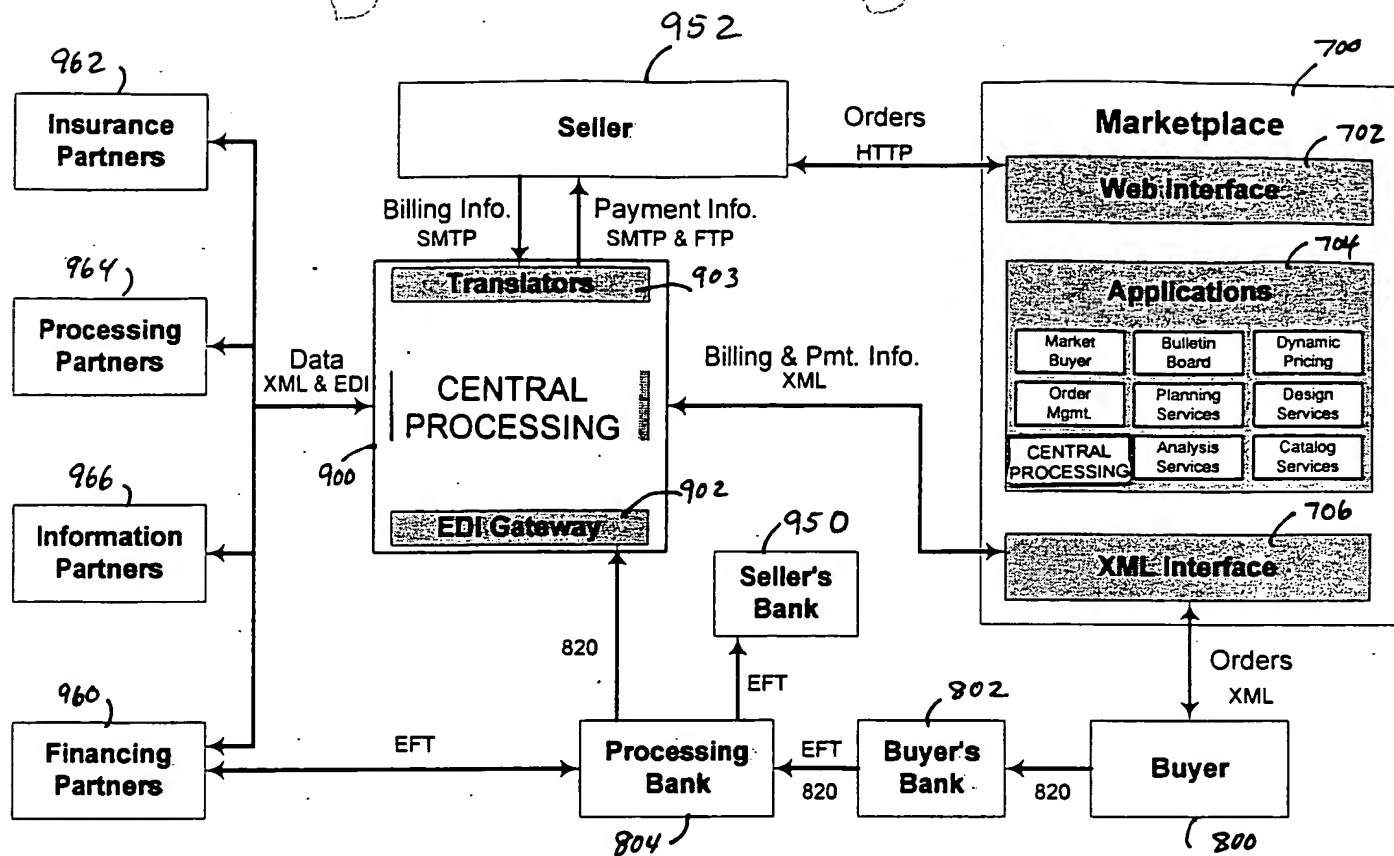 952
962
700
Insurance
Partners
Seller
Orders
HTTP
Marketplace
702
Web Interface
Billing Info.
SMTP
Payment Info.
SMTP & FTP
964
Translators
903
704
Applications
Processing
Partners
Market
Buyer
Bulletin
Board
Dynamic
Pricing
Data
XML & EDI
Billing & Pmt. Info.
XML
CENTRAL
PROCESSING
Order
Mgmt.
Planning
Services
Design
Services
900
CENTRAL
PROCESSING
Analysis
Services
Catalog
Services
966
902
EDI Gateway
950
706
Information
Partners
Seller's
Bank
XML Interface
820
EFT
Orders
XML
960
802
Financing
Partners
EFT
Processing
Bank
EFT
820
Buyer's
Bank
820
Buyer
804
800